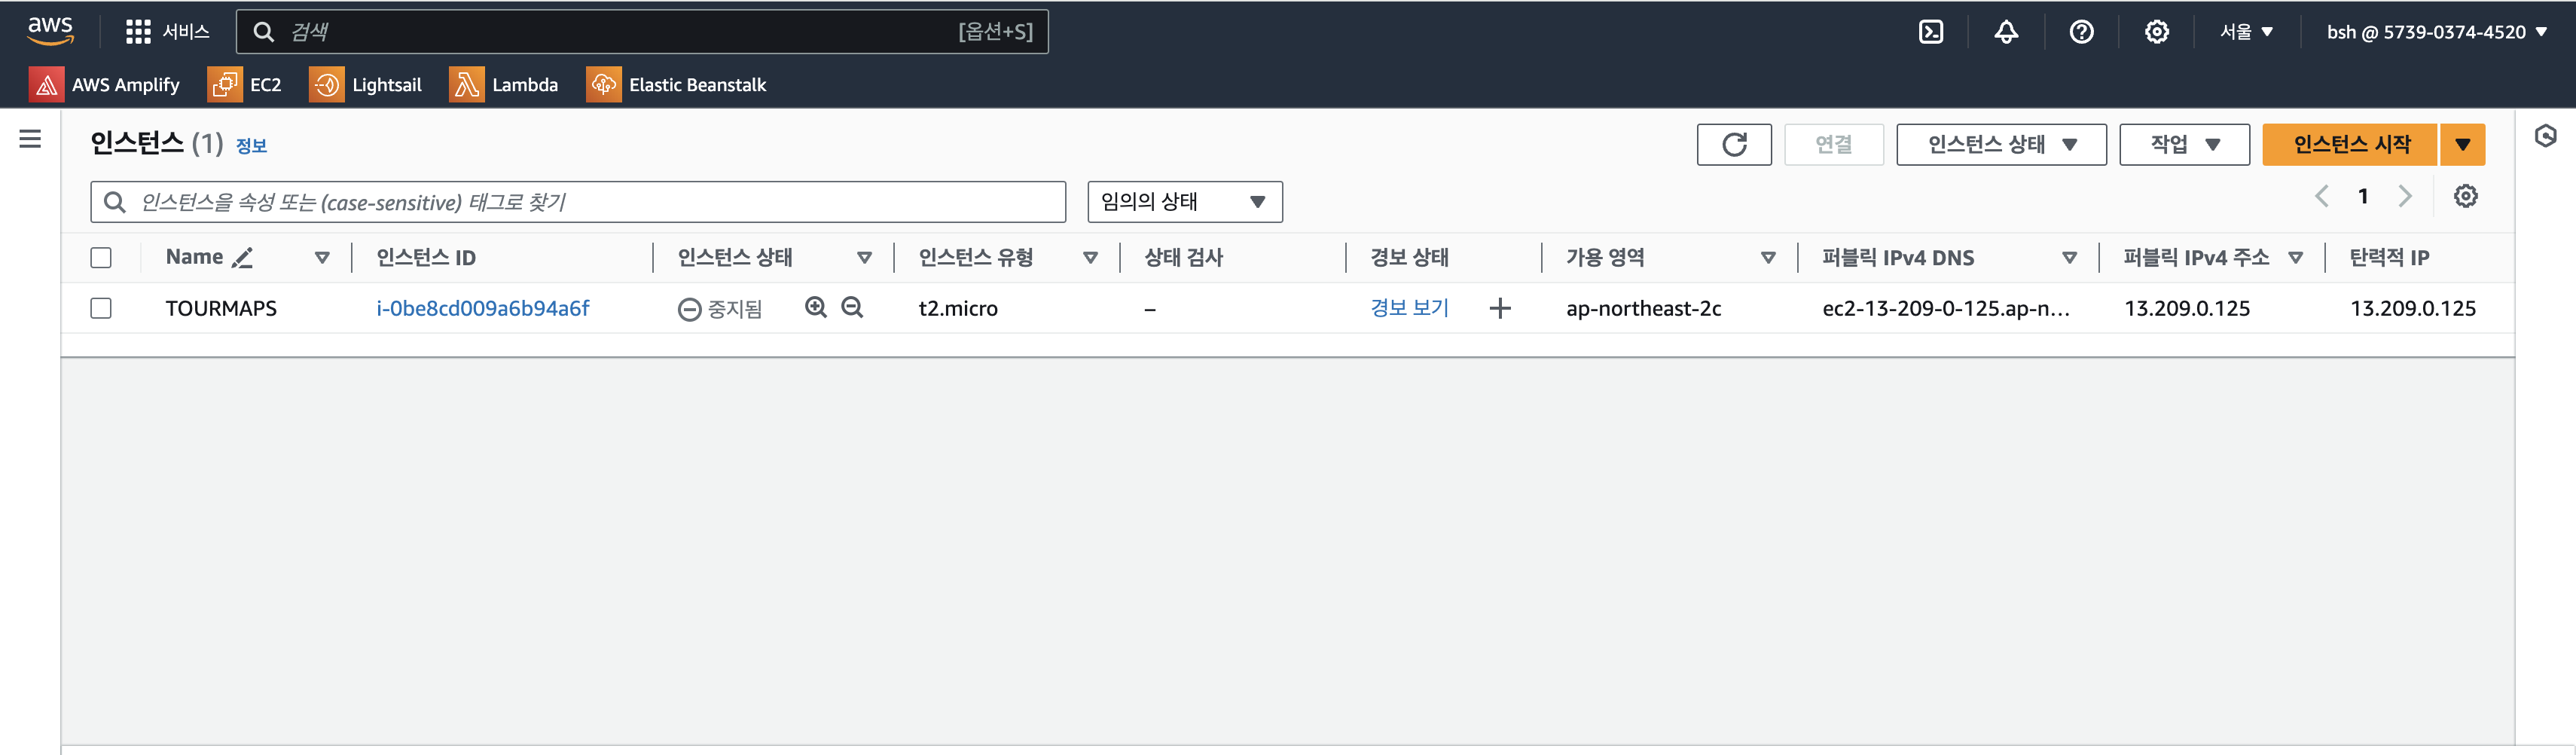 aws 서비스 검색 [옵션+S] 서울 bsh @ 5739-0374-4520
AWS Amplify EC2 Lightsail Lambda Elastic Beanstalk
인스턴스 (1) 정보 연결 인스턴스 상태 작업 인스턴스 시작
인스턴스을 속성 또는 (case-sensitive) 태그로 찾기 임의의 상태 1
Name 인스턴스 ID 인스턴스 상태 인스턴스 유형 상태 검사 경보 상태 가용 영역 퍼블릭 IPv4 DNS 퍼블릭 IPv4 주소 탄력적 IP
TOURMAPS i-0be8cd009a6b94a6f 중지됨 t2.micro – 경보 보기 ap-northeast-2c ec2-13-209-0-125.ap-n... 13.209.0.125 13.209.0.125